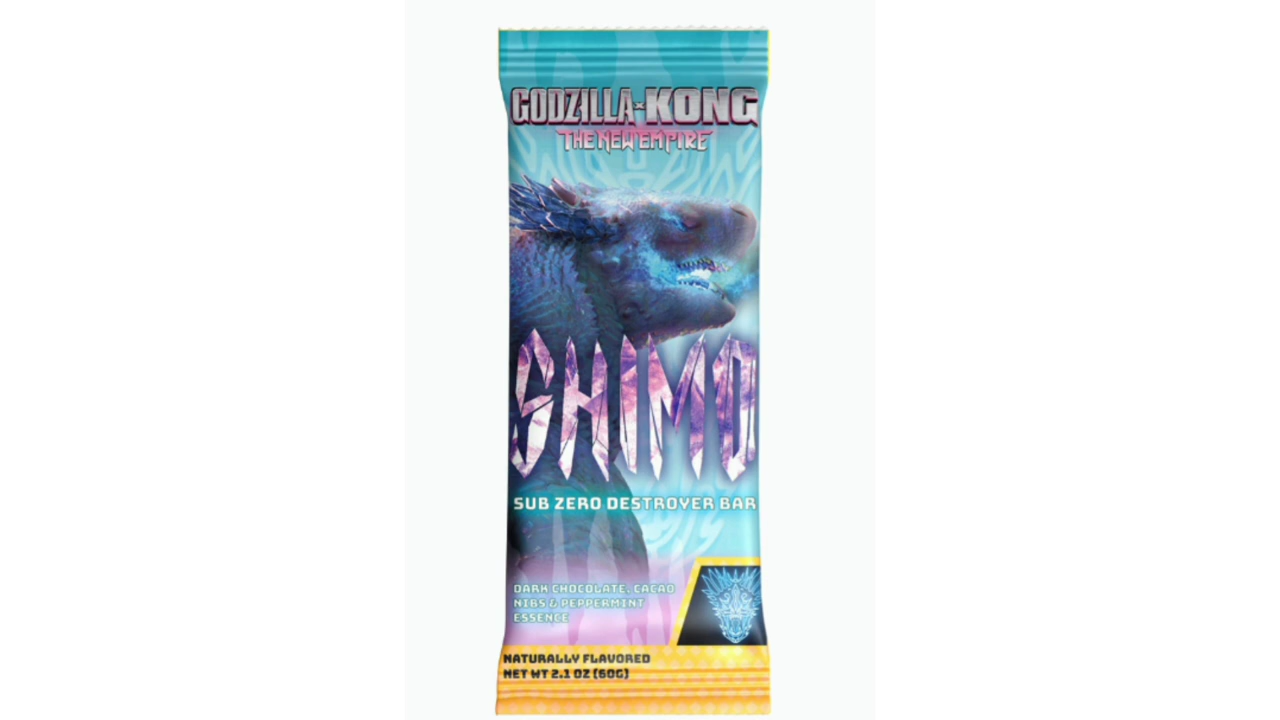 GODZILLA x KONG
THE NEW EMPIRE
SHIMO
SUB ZERO DESTROYER BAR
DARK CHOCOLATE, CACAO
NIBS & PEPPERMINT
ESSENCE
NATURALLY FLAVORED
NET WT 2.1 OZ (60G)